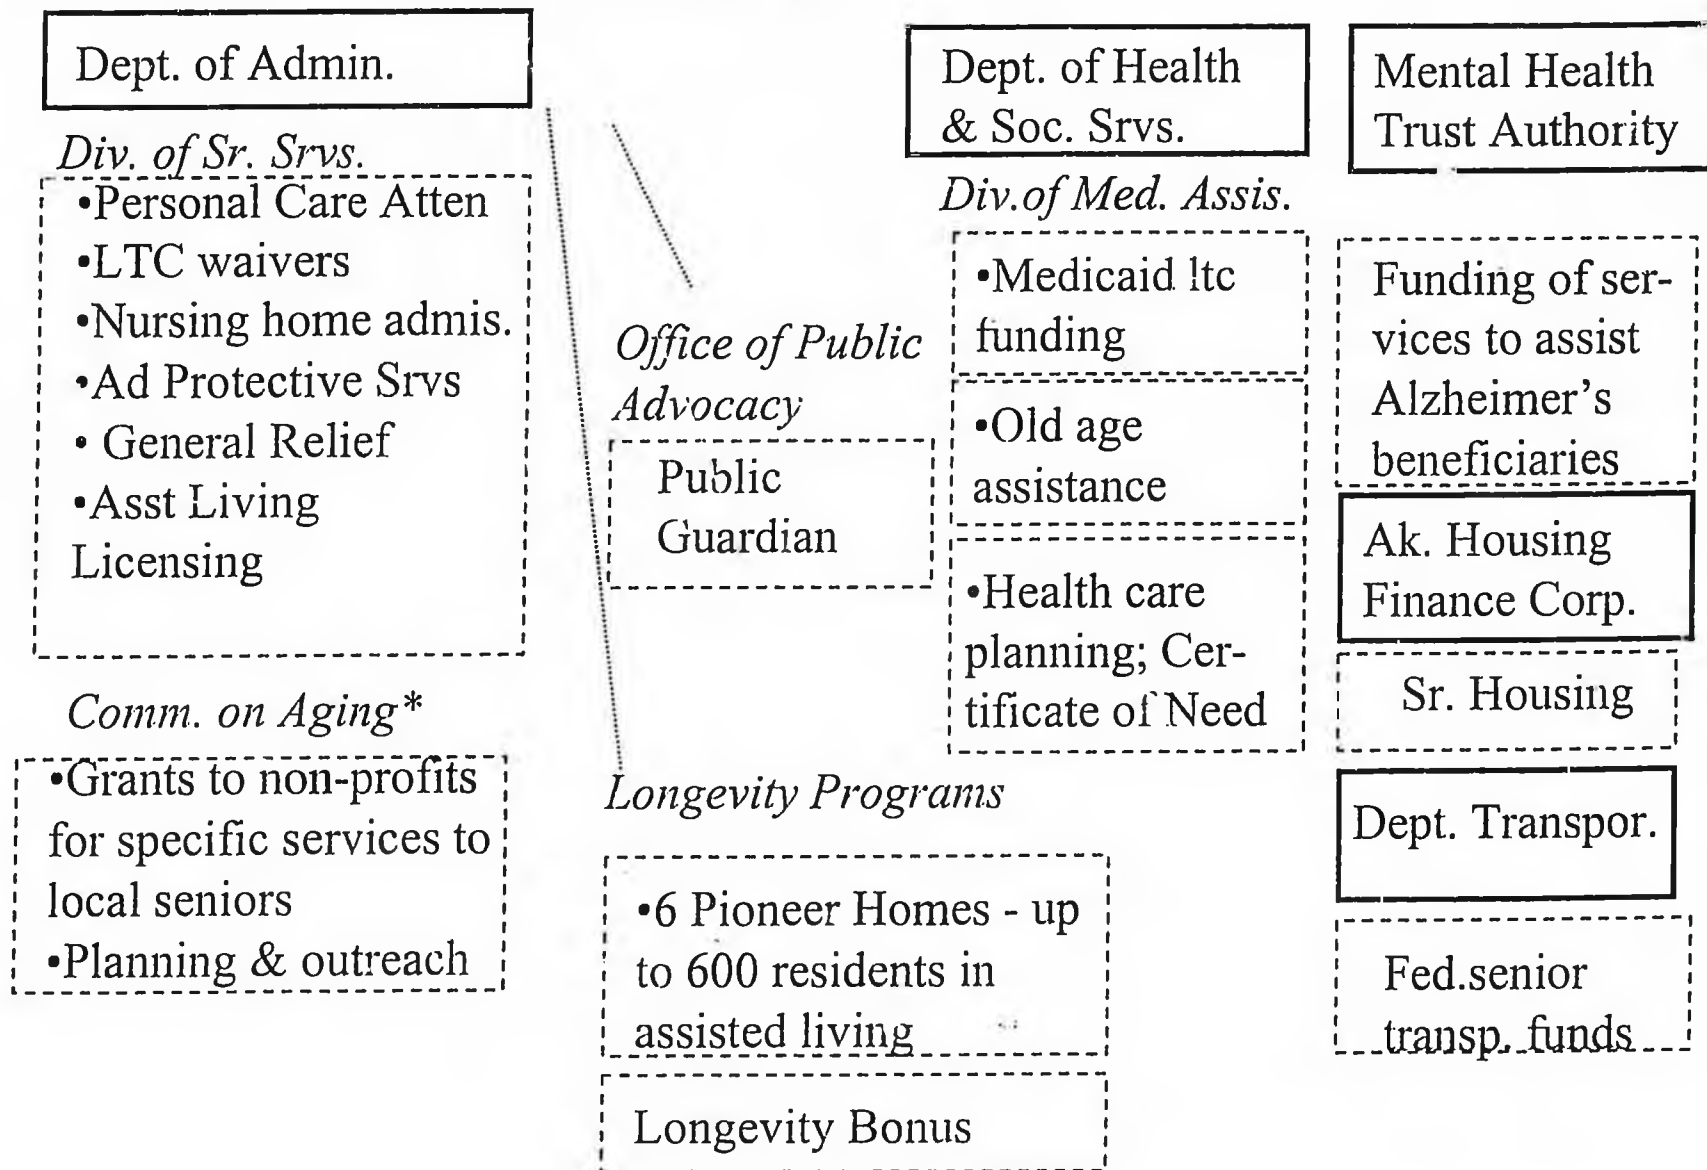 Dept. of Admin.
Div. of Sr. Srvs.
•Personal Care Atten
•LTC waivers
•Nursing home admis.
•Ad Protective Srvs
• General Relief
•Asst Living
Licensing
Comm. on Aging*
•Grants to non-profits
for specific services to
local seniors
•Planning & outreach
Office of Public
Advocacy
Public
Guardian
Longevity Programs
•6 Pioneer Homes - up
to 600 residents in
assisted living
Longevity Bonus
Dept. of Health
& Soc. Srvs.
Div.of Med. Assis.
•Medicaid ltc
funding
•Old age
assistance
•Health care
planning; Cer-
tificate of Need
Mental Health
Trust Authority
Funding of ser-
vices to assist
Alzheimer's
beneficiaries
Ak. Housing
Finance Corp.
Sr. Housing
Dept. Transpor.
Fed.senior
transp. funds